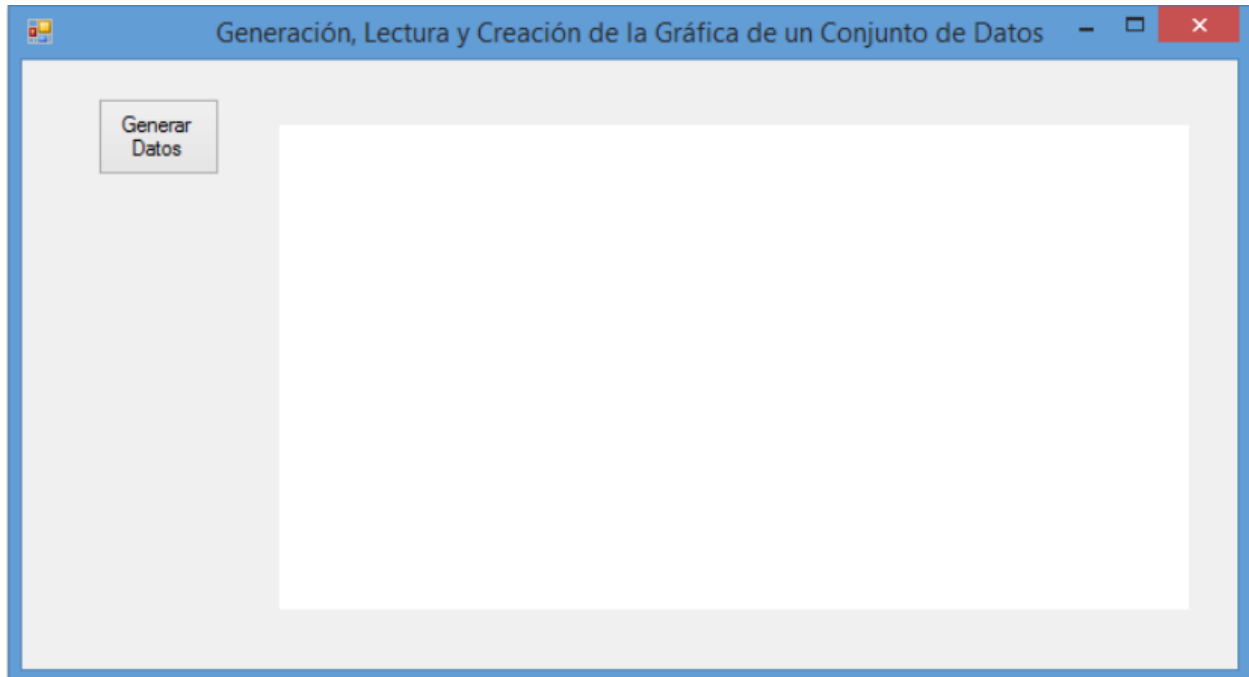 Generación, Lectura y Creación de la Gráfica de un Conjunto de Datos
Generar
Datos